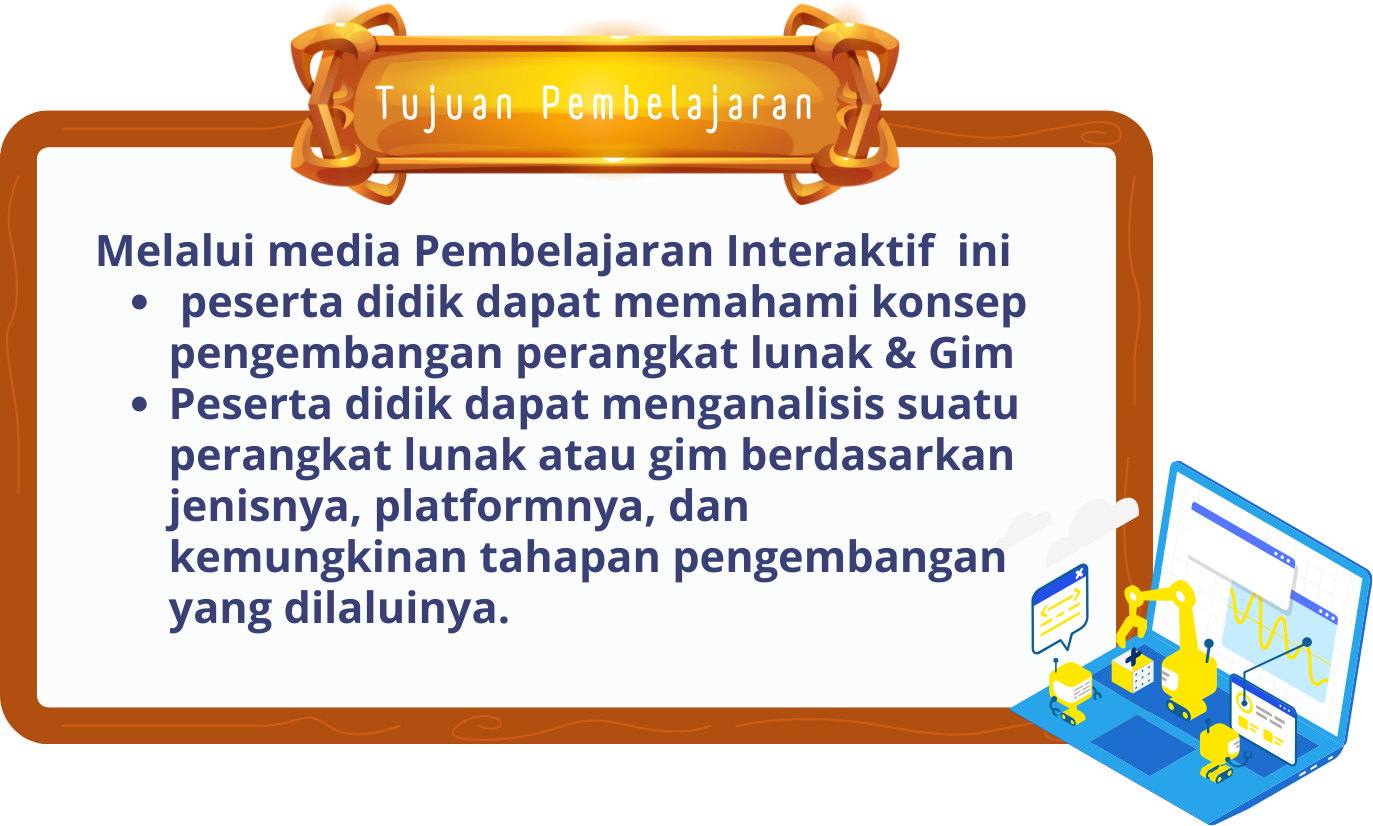 Tujuan Pembelajaran
Melalui media Pembelajaran Interaktif  ini
• peserta didik dapat memahami konsep
pengembangan perangkat lunak & Gim
• Peserta didik dapat menganalisis suatu
perangkat lunak atau gim berdasarkan
jenisnya, platformnya, dan
kemungkinan tahapan pengembangan
yang dilaluinya.